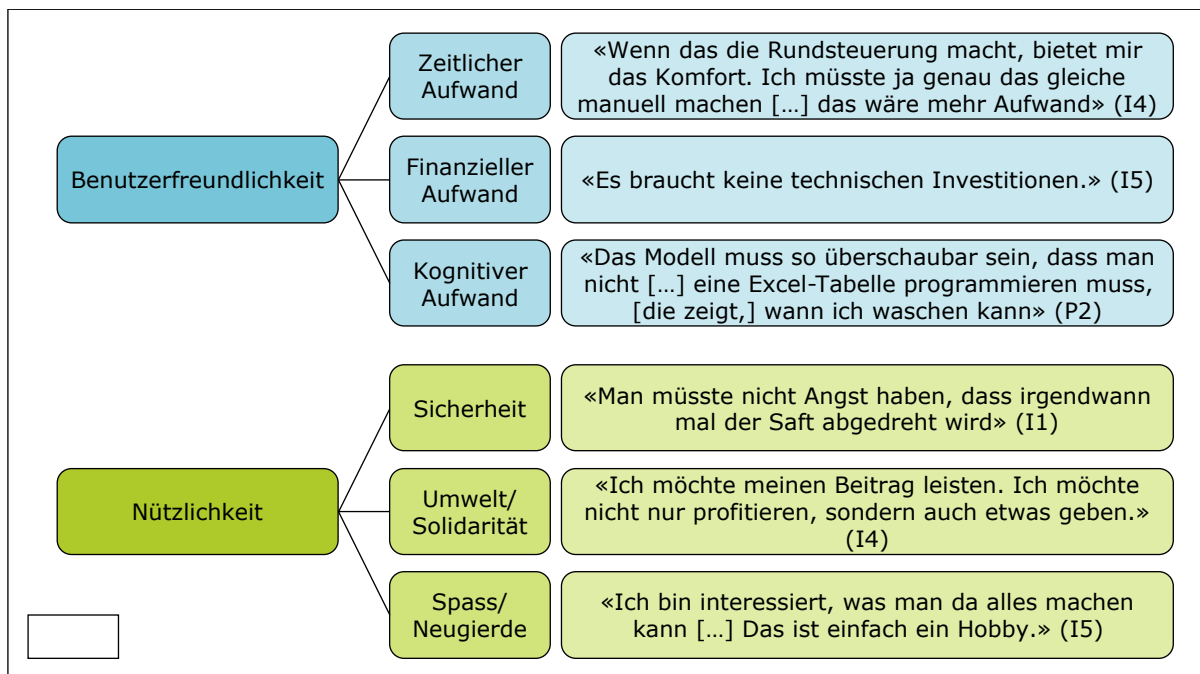 Zeitlicher
Aufwand
«Wenn das die Rundsteuerung macht, bietet mir
das Komfort. Ich müsste ja genau das gleiche
manuell machen […] das wäre mehr Aufwand» (I4)
Benutzerfreundlichkeit
Finanzieller
Aufwand
«Es braucht keine technischen Investitionen.» (I5)
Kognitiver
Aufwand
«Das Modell muss so überschaubar sein, dass man
nicht […] eine Excel-Tabelle programmieren muss,
[die zeigt,] wann ich waschen kann» (P2)
Sicherheit
«Man müsste nicht Angst haben, dass irgendwann
mal der Saft abgedreht wird» (I1)
Nützlichkeit
Umwelt/
Solidarität
«Ich möchte meinen Beitrag leisten. Ich möchte
nicht nur profitieren, sondern auch etwas geben.»
(I4)
Spass/
Neugierde
«Ich bin interessiert, was man da alles machen
kann […] Das ist einfach ein Hobby.» (I5)